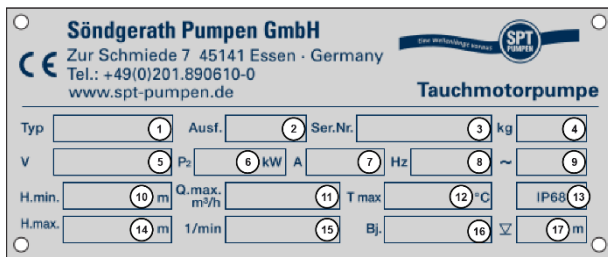 Söndgerath Pumpen GmbH
Zur Schmiede 7 45141 Essen · Germany
Tel.: +49(0)201.890610-0
www.spt-pumpen.de
Eine Wellenlänge voraus
SPT
PUMPEN
CE
Tauchmotorpumpe
Typ 1 Ausf. 2 Ser.Nr. 3 kg 4
V 5 P2 6 kW A 7 Hz 8 ~ 9
H.min. 10 m Q.max. m³/h 11 T max 12 °C IP68 13
H.max. 14 m 1/min 15 Bj. 16 17 m